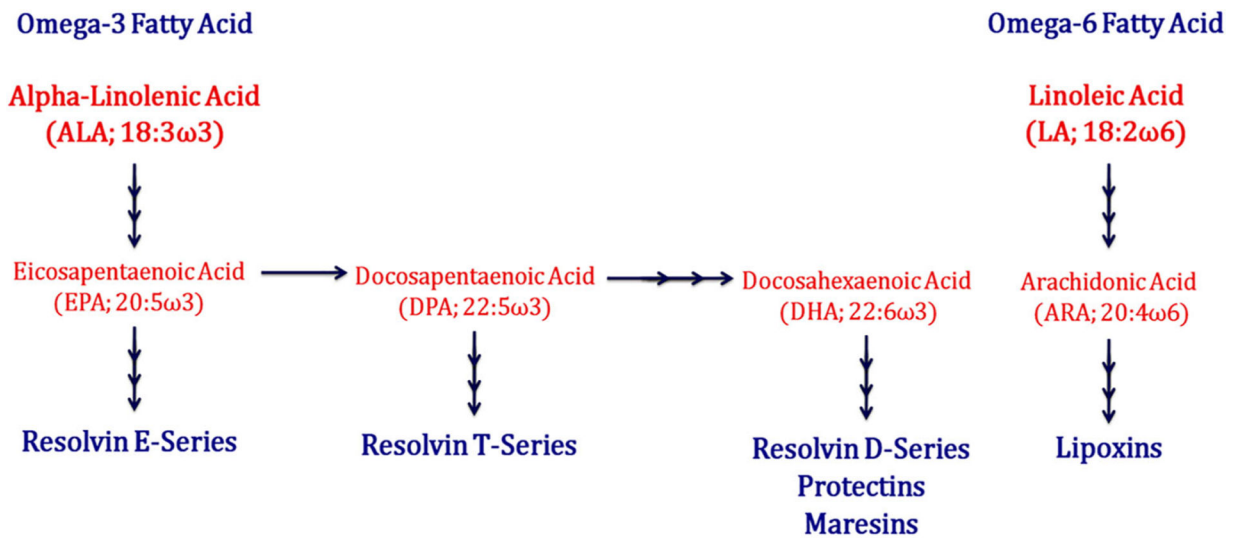 Omega-3 Fatty Acid
Omega-6 Fatty Acid
Alpha-Linolenic Acid
(ALA; 18:3ω3)
Linoleic Acid
(LA; 18:2ω6)
Eicosapentaenoic Acid
(EPA; 20:5ω3)
Docosapentaenoic Acid
(DPA; 22:5ω3)
Docosahexaenoic Acid
(DHA; 22:6ω3)
Arachidonic Acid
(ARA; 20:4ω6)
Resolvin E-Series
Resolvin T-Series
Resolvin D-Series
Protectins
Maresins
Lipoxins